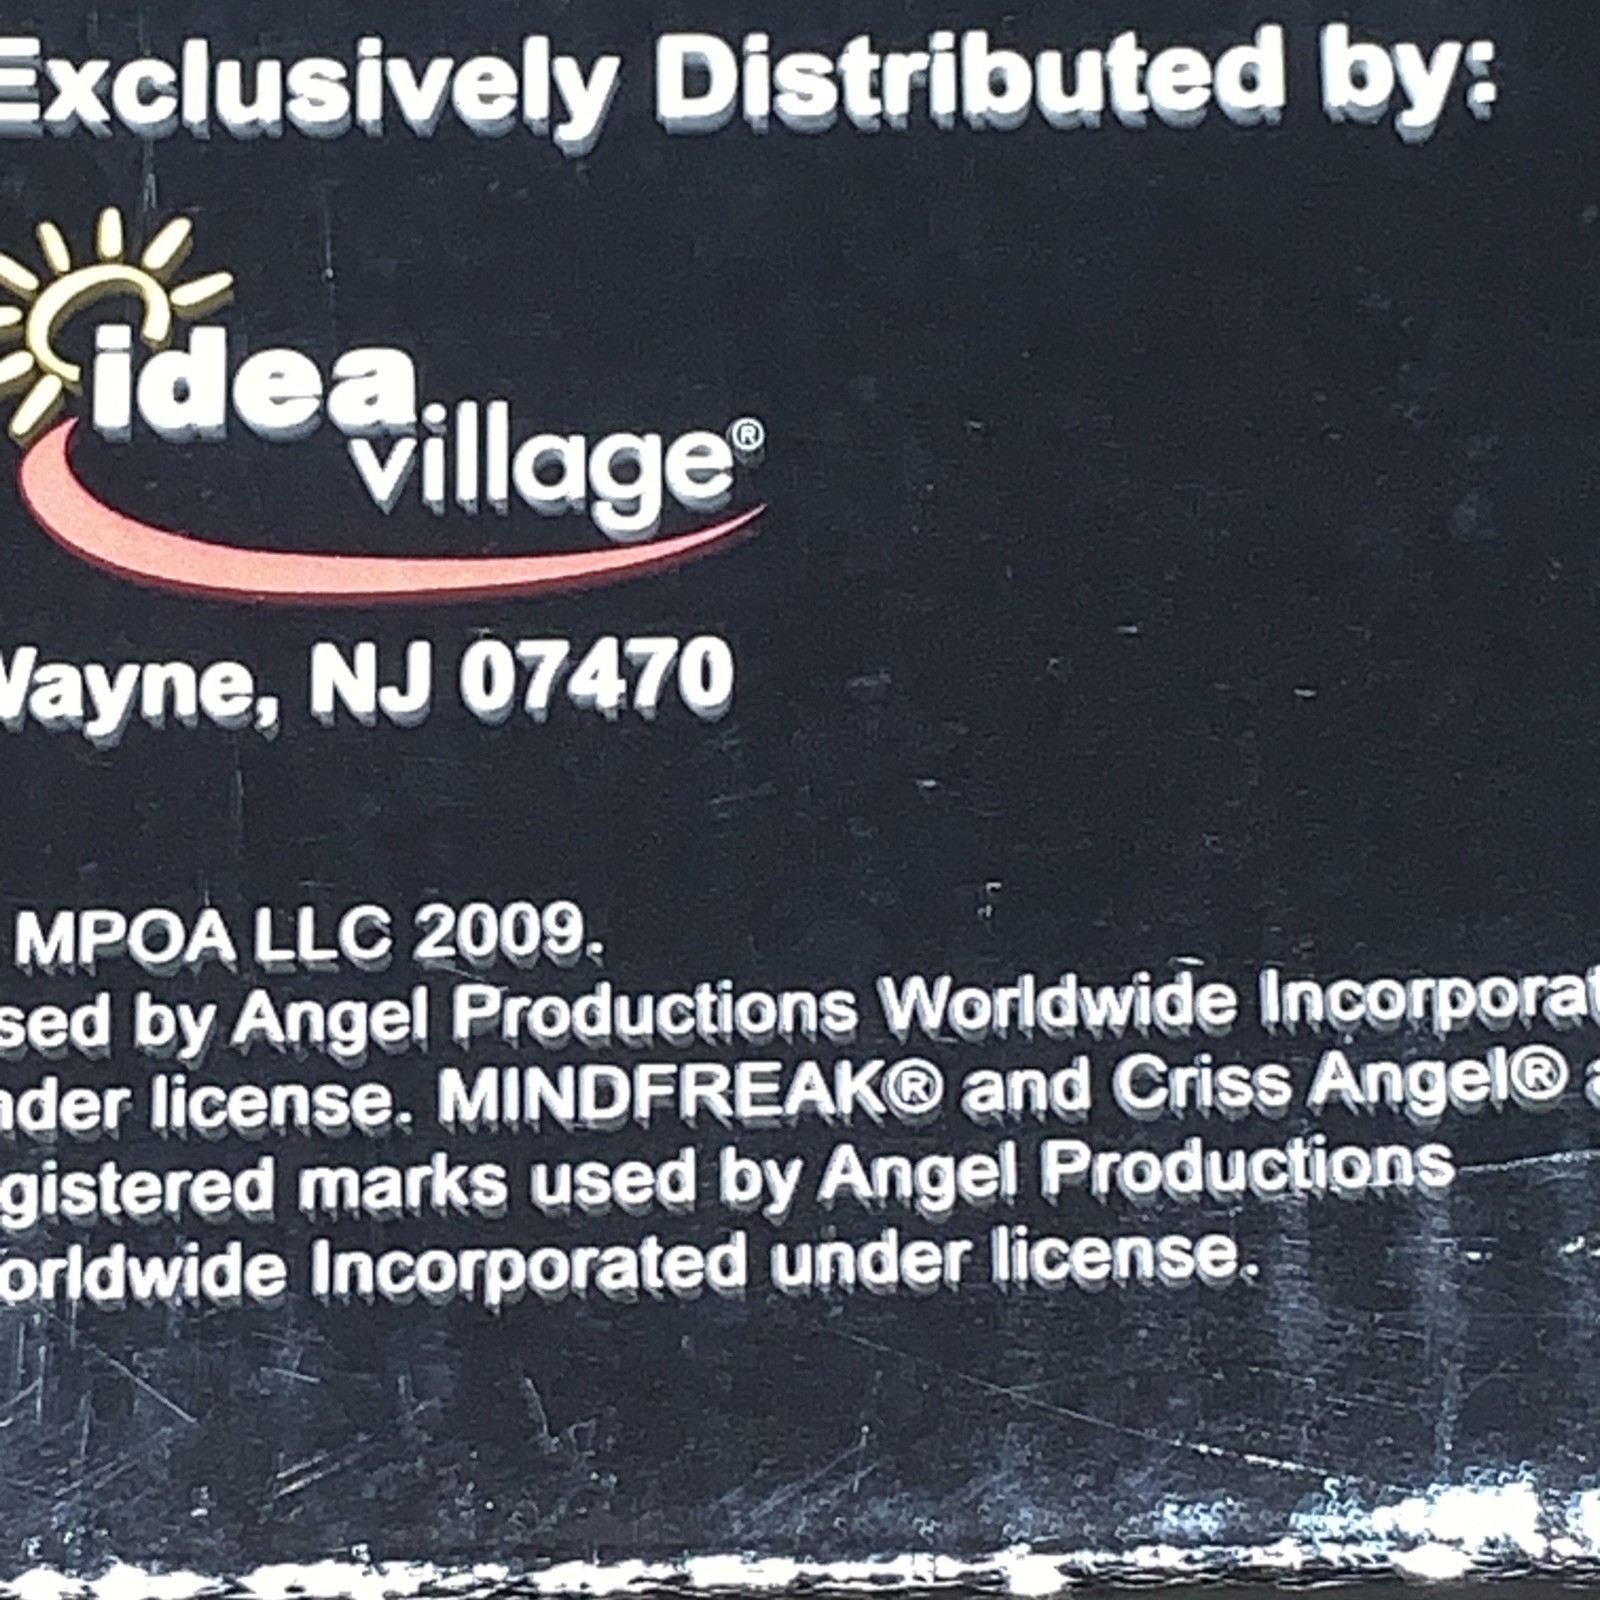 Exclusively Distributed by:
idea
village®
Wayne, NJ 07470
MPOA LLC 2009.
sed by Angel Productions Worldwide Incorporat
nder license. MINDFREAK® and Criss Angel® a
gistered marks used by Angel Productions
orldwide Incorporated under license.